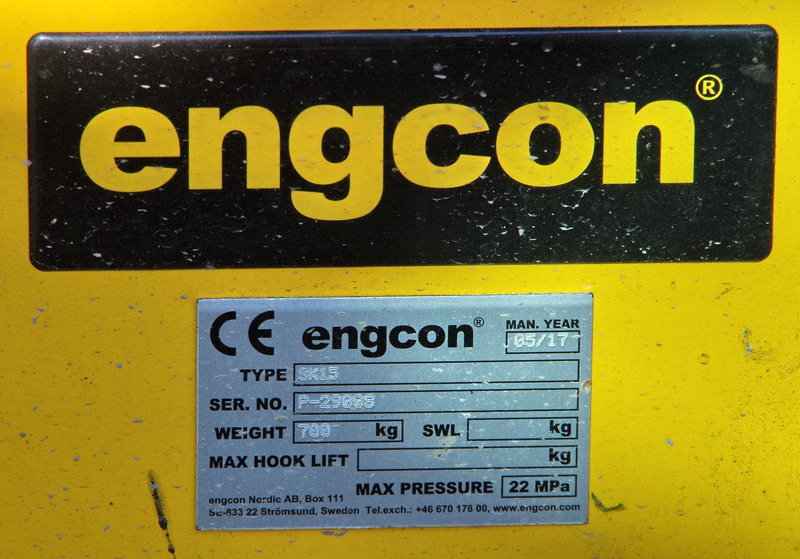 engcon®
CE engcon® MAN. YEAR
05/17
TYPE SK15
SER. NO.
WEIGHT 700 kg SWL kg
MAX HOOK LIFT kg
MAX PRESSURE 22 MPa
engcon Nordic AB, Box 111
SE-833 22 Strömsund, Sweden Tel.exch.: +46 670 178 00, www.engcon.com